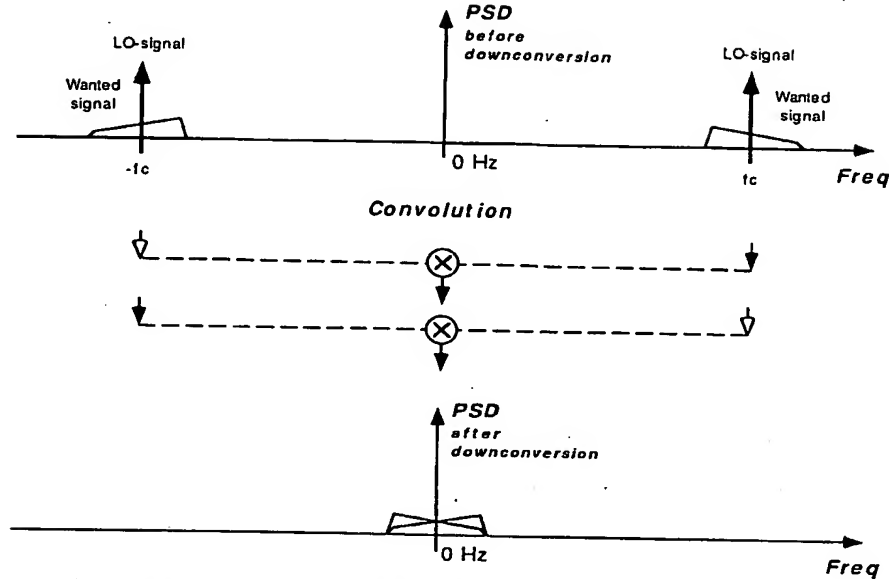 PSD
before
downconversion
LO-signal
LO-signal
Wanted
signal
Wanted
signal
-fc
0 Hz
fc
Freq
Convolution
PSD
after
downconversion
0 Hz
Freq